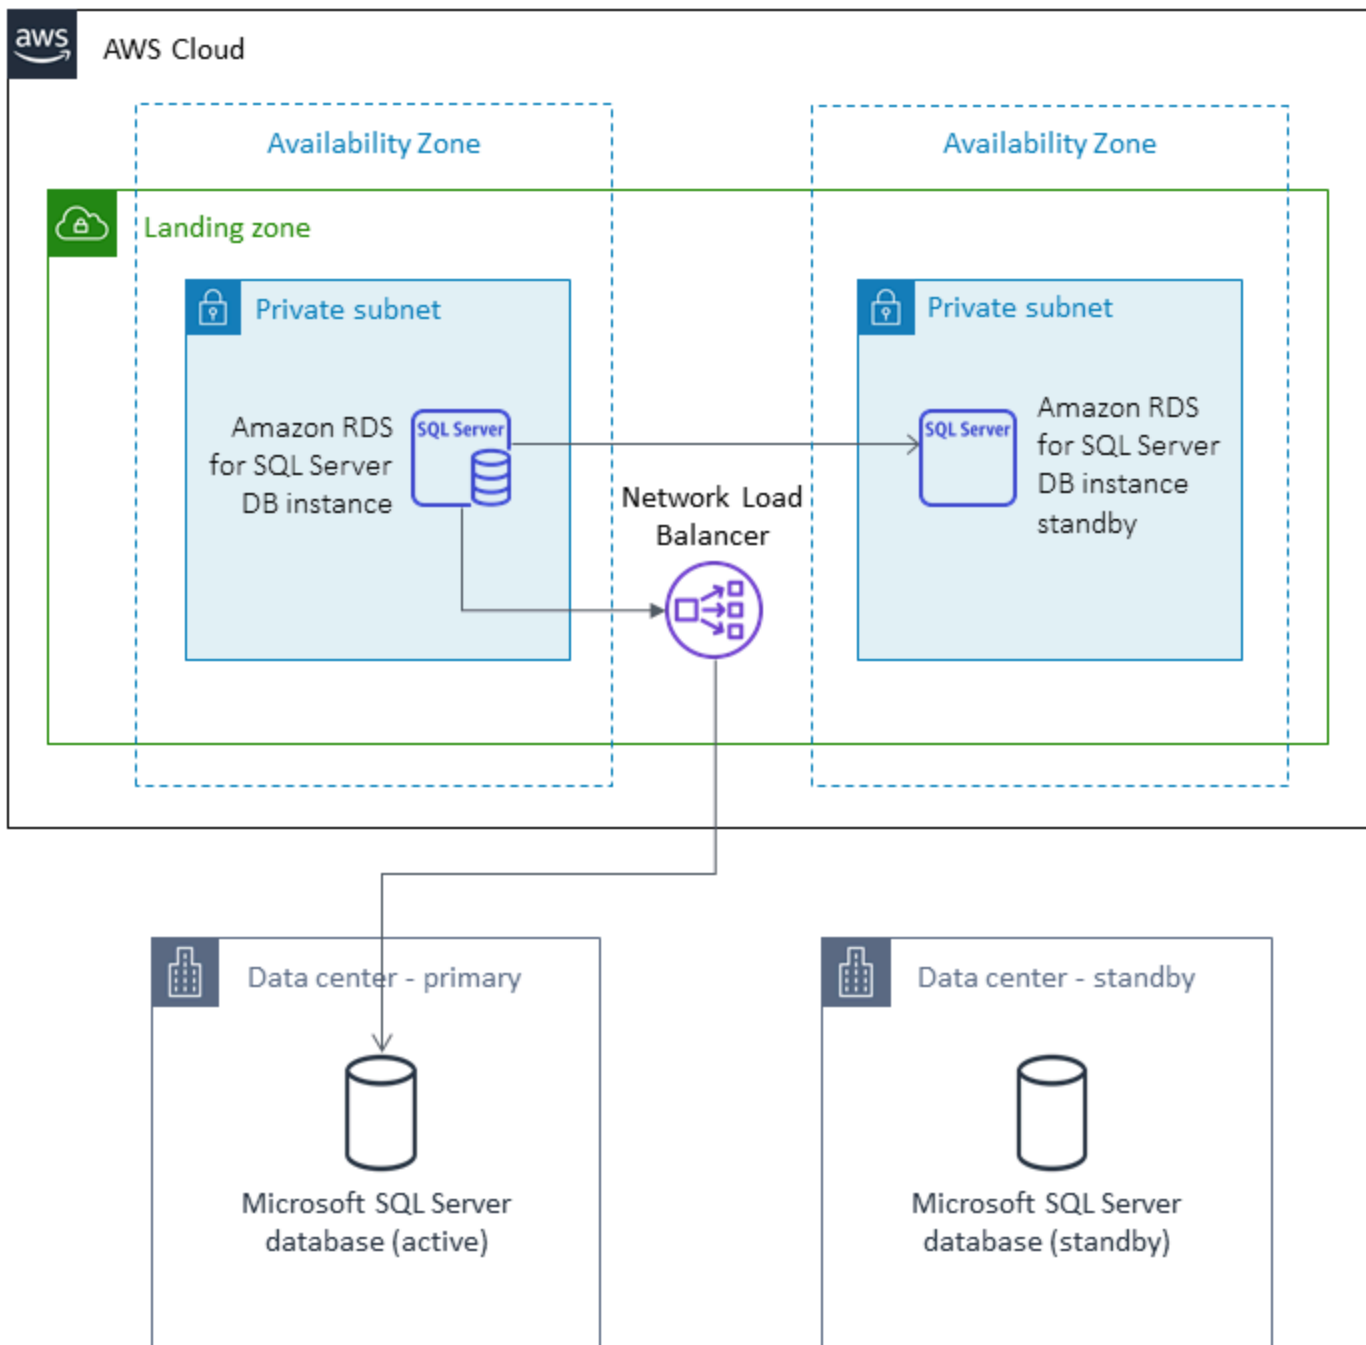 aws
AWS Cloud
Availability Zone
Availability Zone
Landing zone
Private subnet
Private subnet
Amazon RDS
for SQL Server
DB instance
SQL Server
SQL Server
Amazon RDS
for SQL Server
DB instance
standby
Network Load
Balancer
Data center - primary
Data center - standby
Microsoft SQL Server
database (active)
Microsoft SQL Server
database (standby)